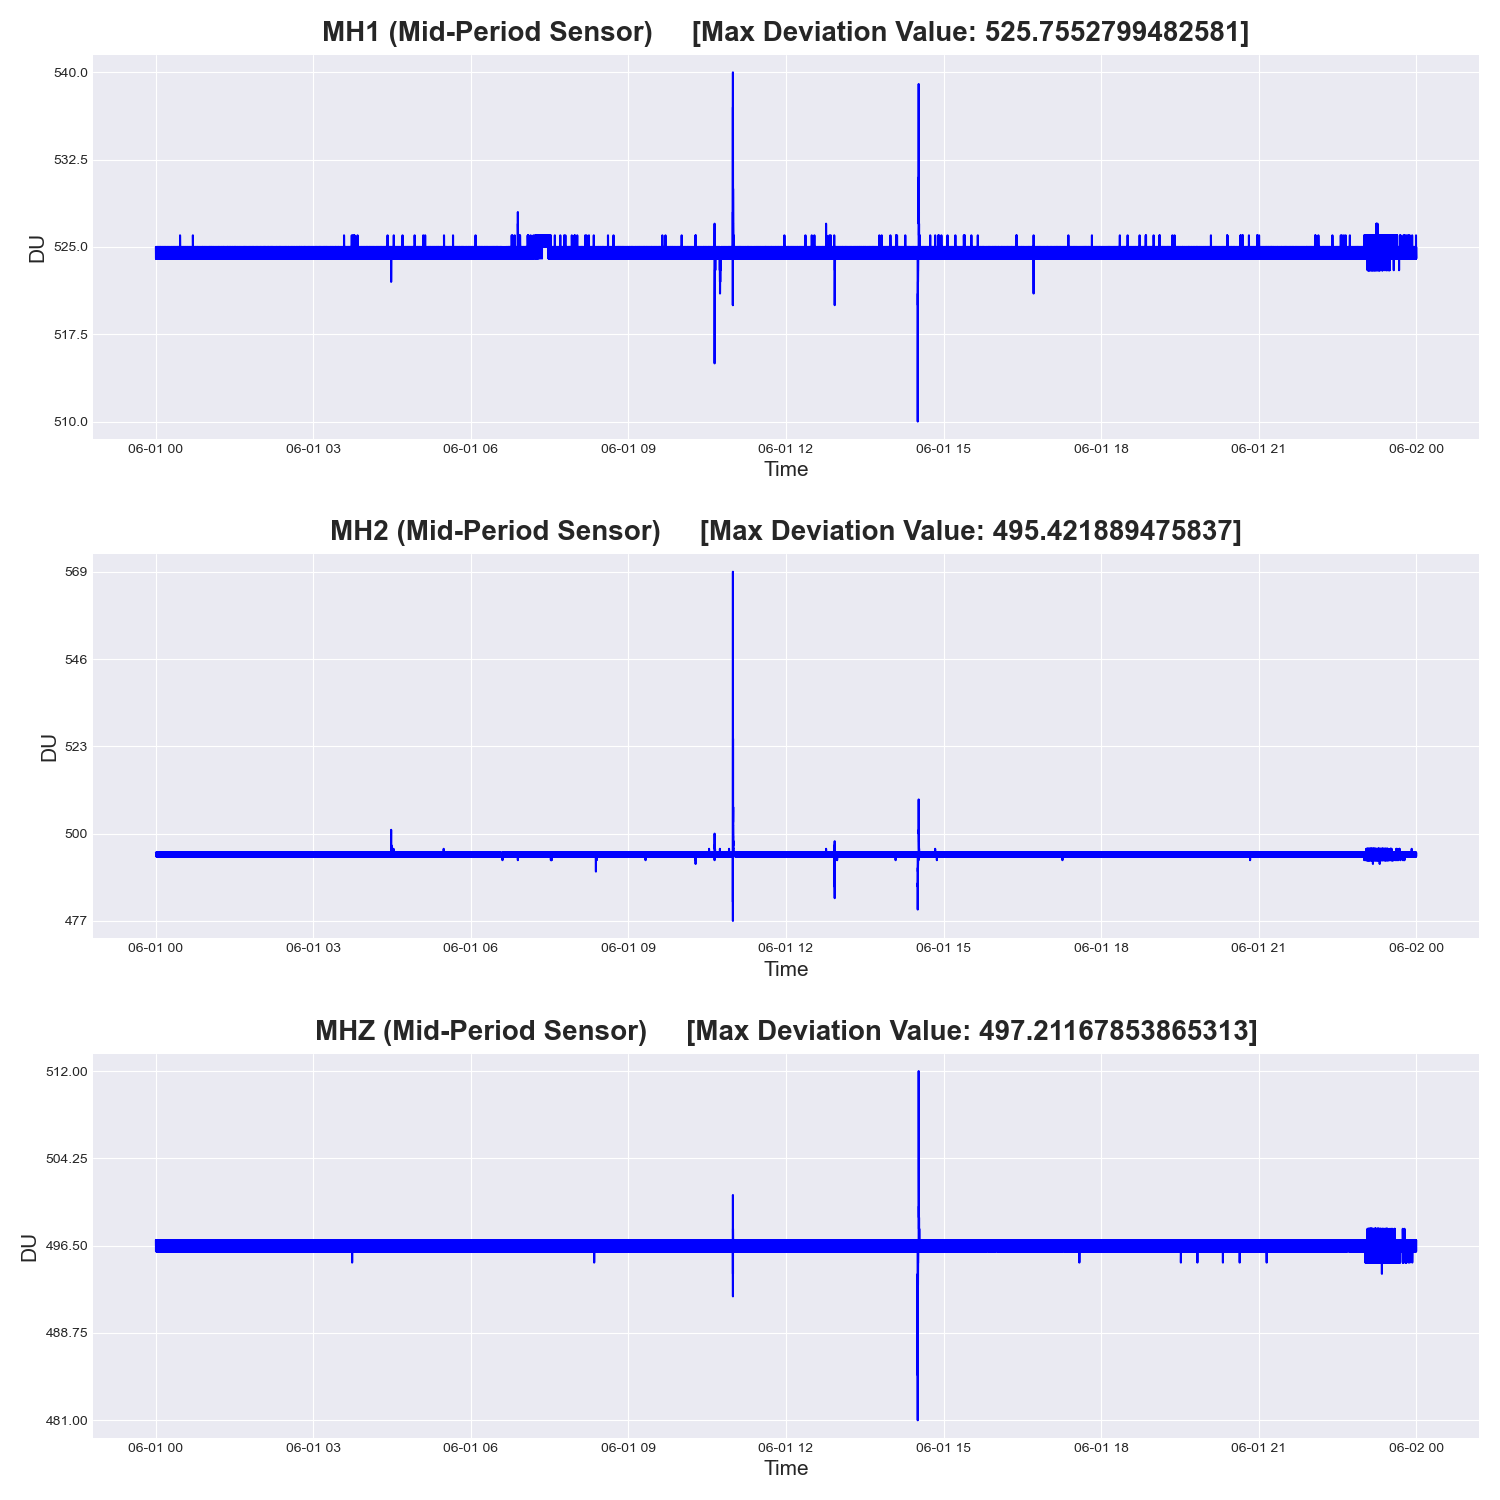 MH1 (Mid-Period Sensor) [Max Deviation Value: 525.7552799482581]
540.0
532.5
525.0
517.5
510.0
DU
06-01 00 06-01 03 06-01 06 06-01 09 06-01 12 06-01 15 06-01 18 06-01 21 06-02 00
Time
MH2 (Mid-Period Sensor) [Max Deviation Value: 495.421889475837]
569
546
523
500
477
DU
06-01 00 06-01 03 06-01 06 06-01 09 06-01 12 06-01 15 06-01 18 06-01 21 06-02 00
Time
MHZ (Mid-Period Sensor) [Max Deviation Value: 497.21167853865313]
512.00
504.25
496.50
488.75
481.00
DU
06-01 00 06-01 03 06-01 06 06-01 09 06-01 12 06-01 15 06-01 18 06-01 21 06-02 00
Time